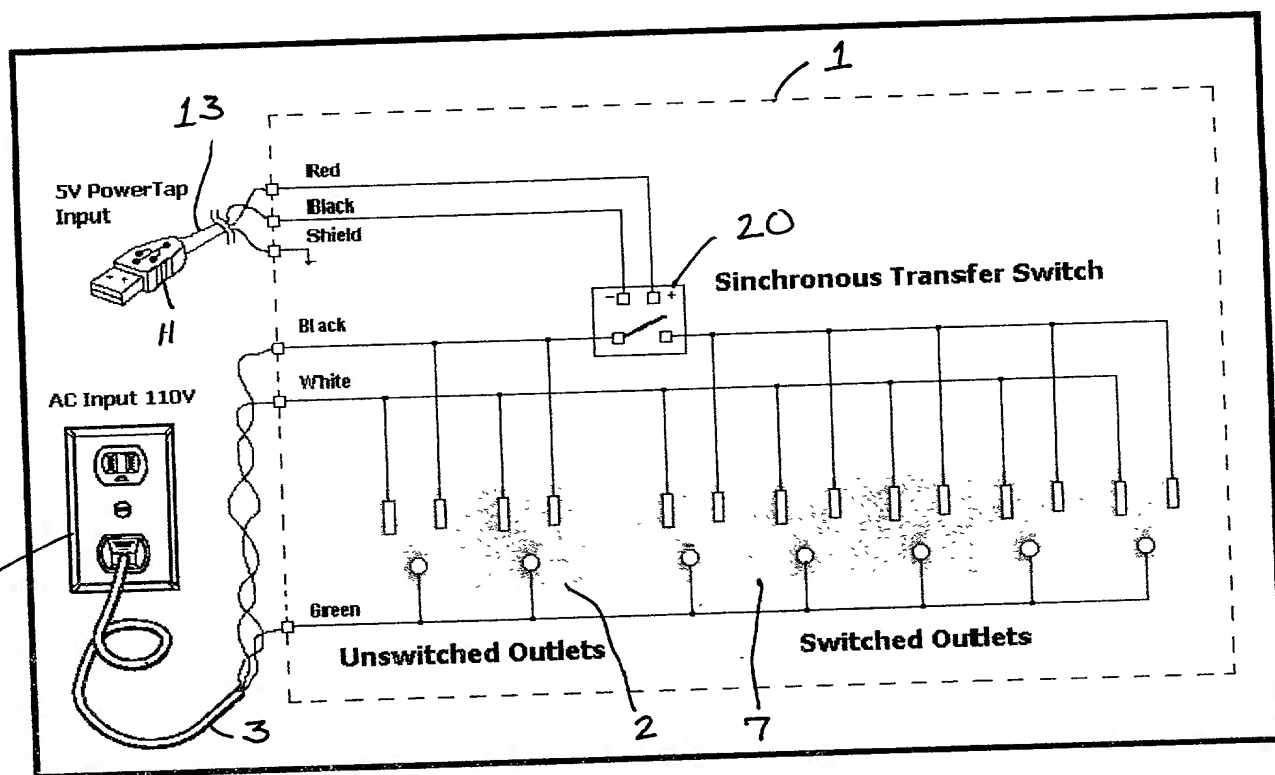 1
13
5V PowerTap
Input
Red
Black
Shield
20
Sinchronous Transfer Switch
11
Black
White
AC Input 110V
Green
Unswitched Outlets
Switched Outlets
3
2
7